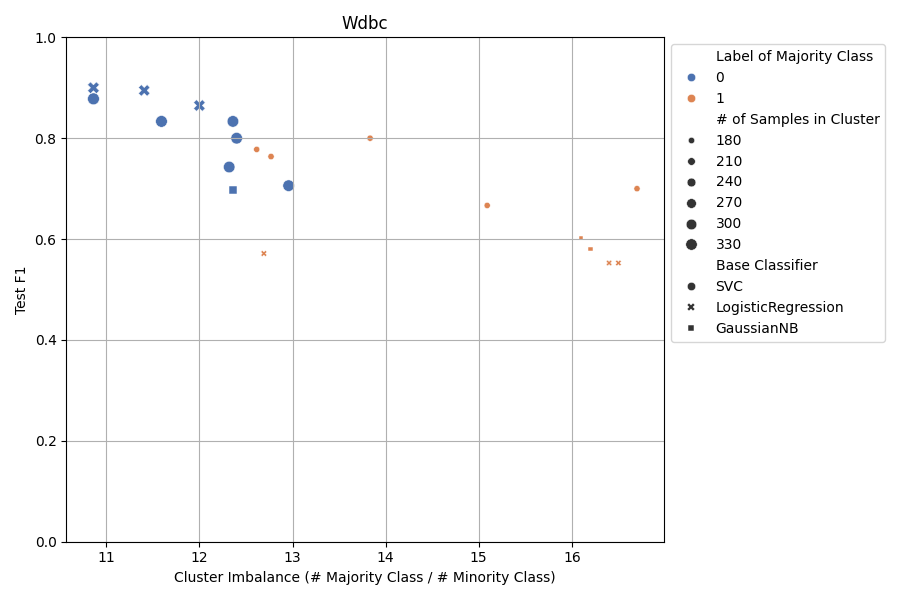 Wdbc
1.0
0.8
0.6
0.4
0.2
0.0
Test F1
11 12 13 14 15 16
Cluster Imbalance (# Majority Class / # Minority Class)
Label of Majority Class
0
1
# of Samples in Cluster
180
210
240
270
300
330
Base Classifier
SVC
LogisticRegression
GaussianNB